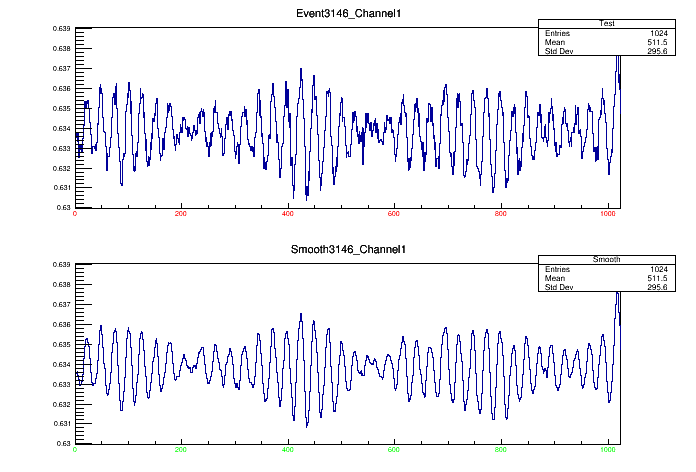 Event3146_Channel1
Test
Entries 1024
Mean 511.5
Std Dev 295.6
0.639
0.638
0.637
0.636
0.635
0.634
0.633
0.632
0.631
0.63
0 200 400 600 800 1000
Smooth3146_Channel1
Smooth
Entries 1024
Mean 511.5
Std Dev 295.6
0.639
0.638
0.637
0.636
0.635
0.634
0.633
0.632
0.631
0.63
0 200 400 600 800 1000